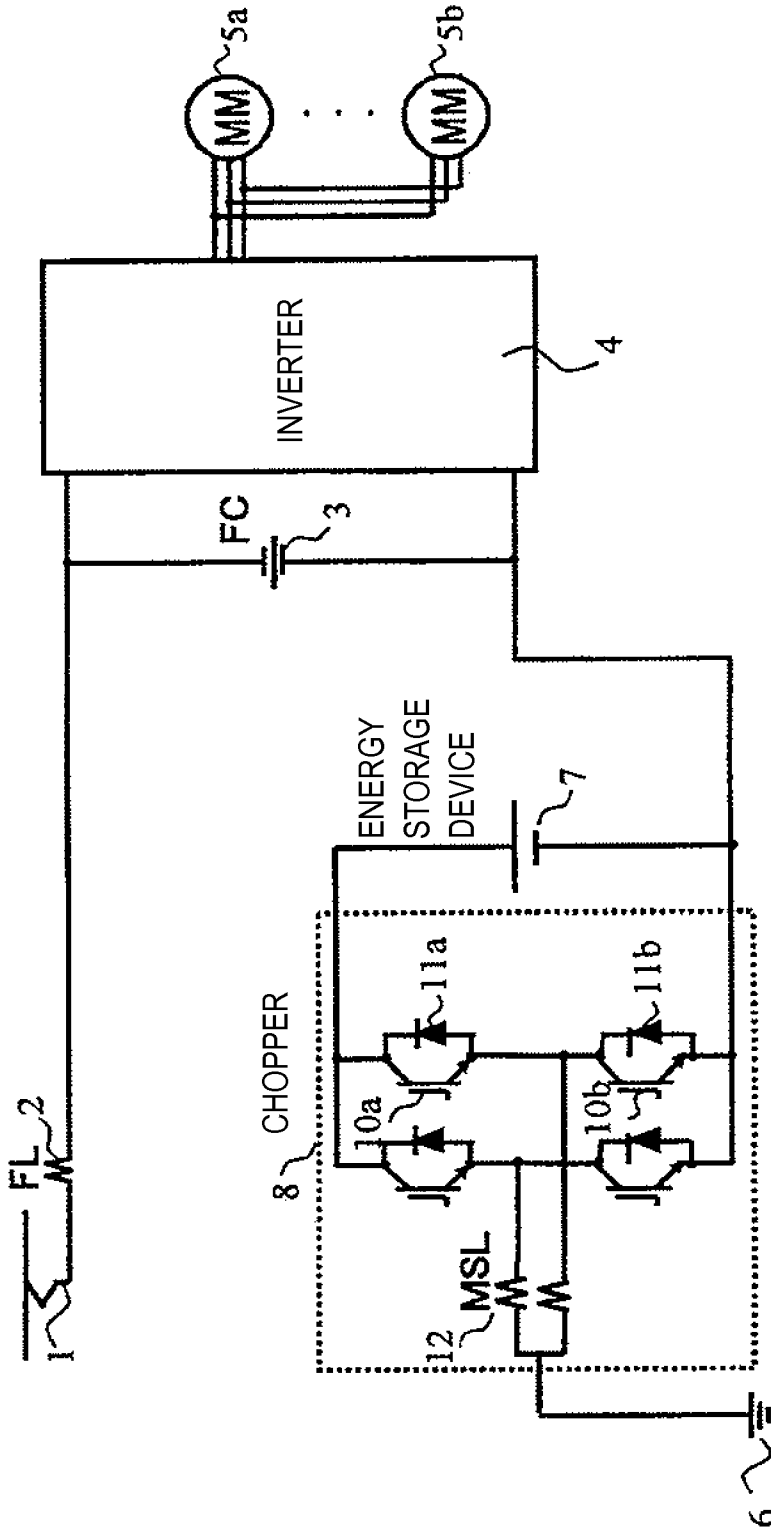 1
FL
2
FC
3
INVERTER
4
MM
5a
MM
5b
8
CHOPPER
12
MSL
10a
11a
10b
11b
ENERGY
STORAGE
DEVICE
7
6